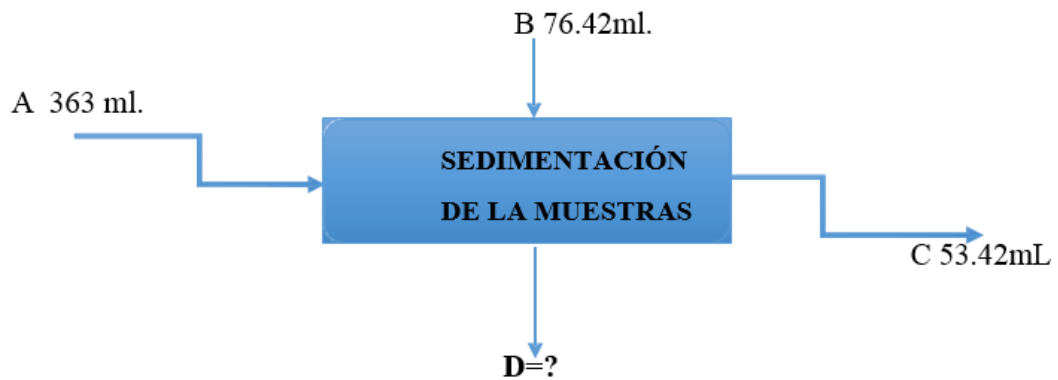 B 76.42ml.
A 363 ml.
SEDIMENTACIÓN
DE LA MUESTRAS
C 53.42mL
D=?